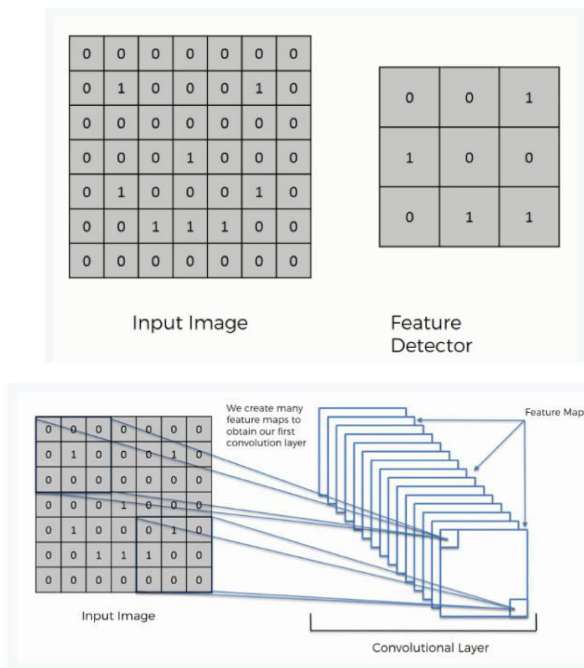 0 0 0 0 0 0 0
0 1 0 0 0 1 0
0 0 0 0 0 0 0
0 0 0 1 0 0 0
0 1 0 0 0 1 0
0 0 1 1 1 0 0
0 0 0 0 0 0 0
0 0 1
1 0 0
0 1 1
Input Image
Feature
Detector
We create many
feature maps to
obtain our first
convolution layer
Feature Map
0 0 0 0 0 0 0
0 1 0 0 0 1 0
0 0 0 0 0 0 0
0 0 0 1 0 0 0
0 1 0 0 0 1 0
0 0 1 1 1 0 0
0 0 0 0 0 0 0
Input Image
Convolutional Layer